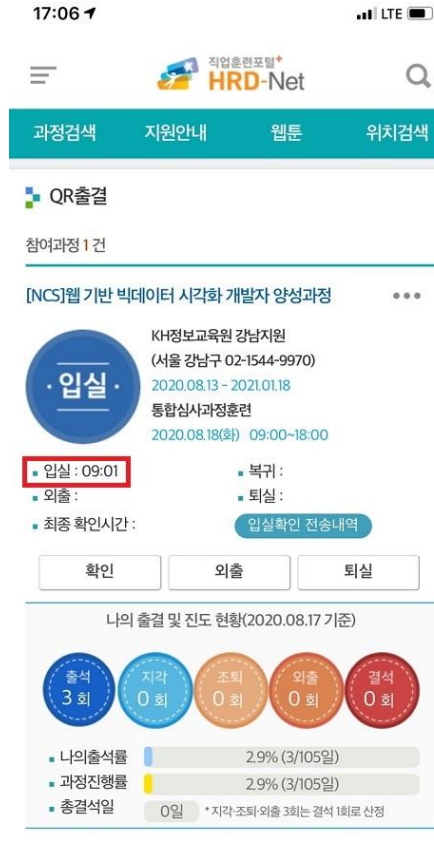 17:06
LTE
직업훈련포털
HRD-Net
과정검색 지원안내 웹툰 위치검색
QR출결
참여과정 1 건
[NCS]웹 기반 빅데이터 시각화 개발자 양성과정
· 입실 ·
KH정보교육원 강남지원
(서울 강남구 02-1544-9970)
2020.08.13 - 2021.01.18
통합심사과정훈련
2020.08.18(화) 09:00~18:00
입실 : 09:01 복귀 :
외출 : 퇴실 :
최종 확인시간 : 입실확인 전송내역
확인 외출 퇴실
나의 출결 및 진도 현황(2020.08.17 기준)
출석 지각 조퇴 외출 결석
3 회 0 회 0 회 0 회 0 회
나의출석률 2.9% (3/105일)
과정진행률 2.9% (3/105일)
총결석일 0일 * 지각·조퇴·외출 3회는 결석 1회로 산정